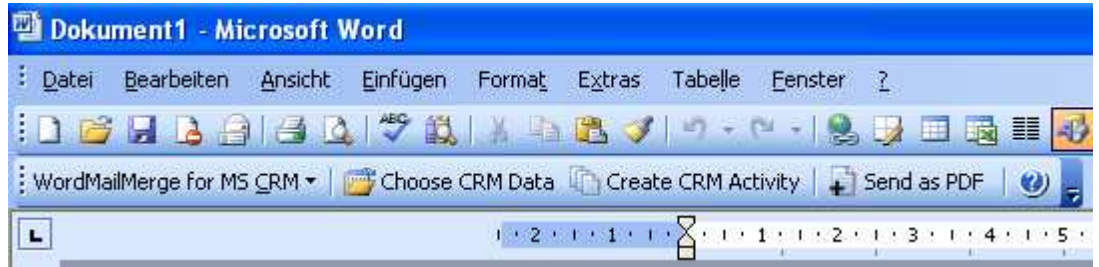 Dokument1 - Microsoft Word
Datei Bearbeiten Ansicht Einfügen Format Extras Tabelle Fenster ?
ABC
WordMailMerge for MS CRM Choose CRM Data Create CRM Activity Send as PDF ?
L 2 1 1 2 3 4 5